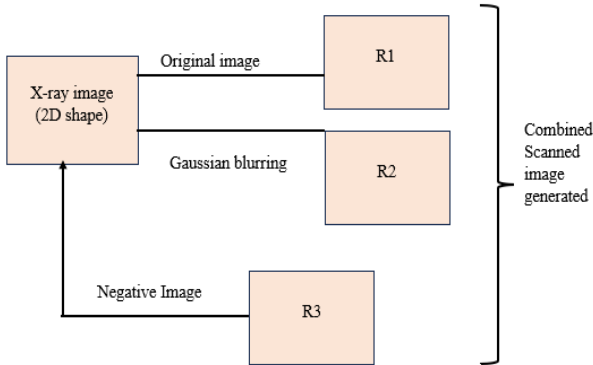 X-ray image
(2D shape)
Original image
R1
Gaussian blurring
R2
Negative Image
R3
Combined
Scanned
image
generated